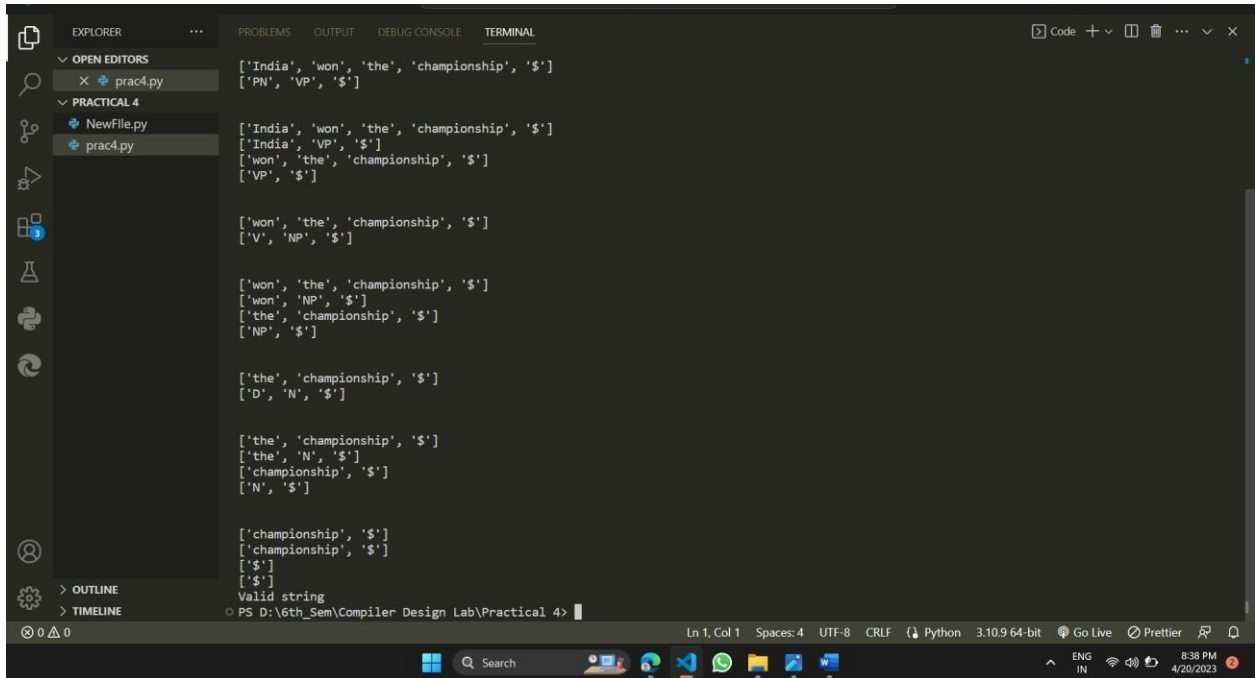 EXPLORER ...
OPEN EDITORS
prac4.py
PRACTICAL 4
NewFIle.py
prac4.py
3
OUTLINE
TIMELINE
PROBLEMS OUTPUT DEBUG CONSOLE TERMINAL
Code
['India', 'won', 'the', 'championship', '$']
['PN', 'VP', '$']
['India', 'won', 'the', 'championship', '$']
['India', 'VP', '$']
['won', 'the', 'championship', '$']
['VP', '$']
['won', 'the', 'championship', '$']
['V', 'NP', '$']
['won', 'the', 'championship', '$']
['won', 'NP', '$']
['the', 'championship', '$']
['NP', '$']
['the', 'championship', '$']
['D', 'N', '$']
['the', 'championship', '$']
['the', 'N', '$']
['championship', '$']
['N', '$']
['championship', '$']
['championship', '$']
['$']
['$']
Valid string
PS D:\6th_Sem\Compiler Design Lab\Practical 4>
0 0 Ln 1, Col 1 Spaces: 4 UTF-8 CRLF Python 3.10.9 64-bit Go Live Prettier
Search
ENG
IN
8:38 PM
4/20/2023
2